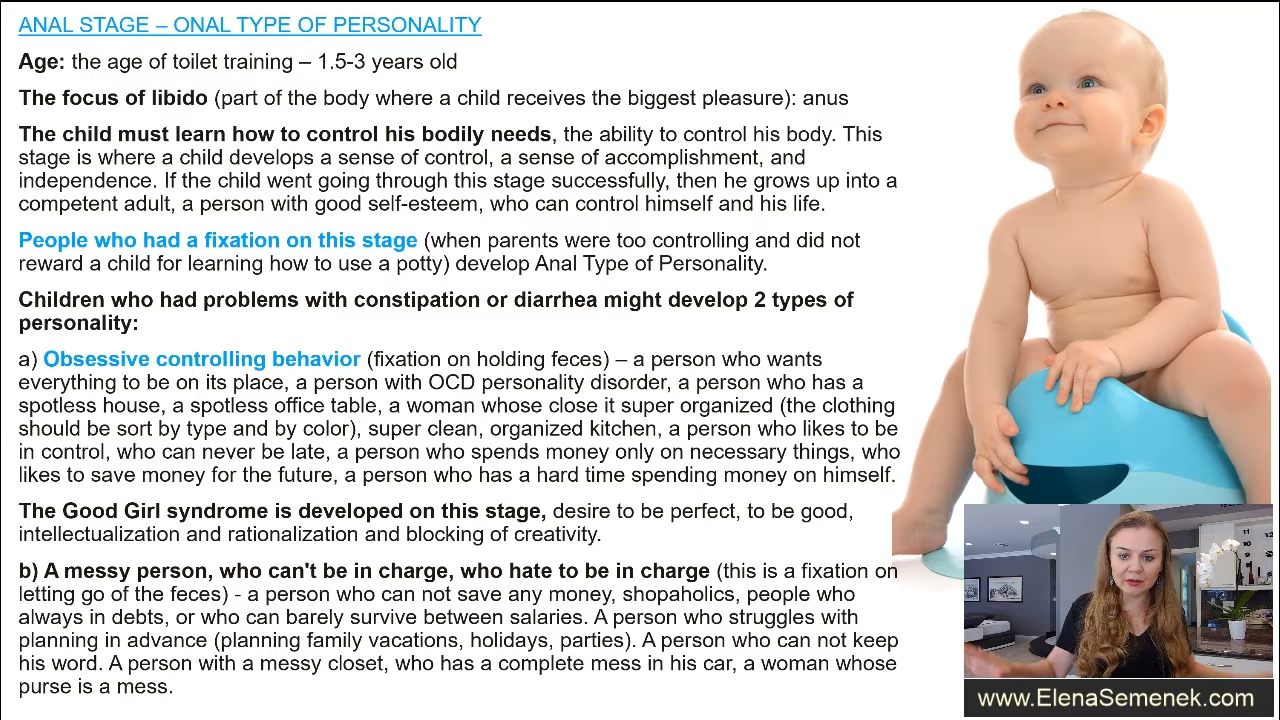 ANAL STAGE – ONAL TYPE OF PERSONALITY
Age: the age of toilet training – 1.5-3 years old
The focus of libido (part of the body where a child receives the biggest pleasure): anus
The child must learn how to control his bodily needs, the ability to control his body. This
stage is where a child develops a sense of control, a sense of accomplishment, and
independence. If the child went going through this stage successfully, then he grows up into a
competent adult, a person with good self-esteem, who can control himself and his life.
People who had a fixation on this stage (when parents were too controlling and did not
reward a child for learning how to use a potty) develop Anal Type of Personality.
Children who had problems with constipation or diarrhea might develop 2 types of
personality:
a) Obsessive controlling behavior (fixation on holding feces) – a person who wants
everything to be on its place, a person with OCD personality disorder, a person who has a
spotless house, a spotless office table, a woman whose close it super organized (the clothing
should be sort by type and by color), super clean, organized kitchen, a person who likes to be
in control, who can never be late, a person who spends money only on necessary things, who
likes to save money for the future, a person who has a hard time spending money on himself.
The Good Girl syndrome is developed on this stage, desire to be perfect, to be good,
intellectualization and rationalization and blocking of creativity.
b) A messy person, who can't be in charge, who hate to be in charge (this is a fixation on
letting go of the feces) - a person who can not save any money, shopaholics, people who
always in debts, or who can barely survive between salaries. A person who struggles with
planning in advance (planning family vacations, holidays, parties). A person who can not keep
his word. A person with a messy closet, who has a complete mess in his car, a woman whose
purse is a mess.
www.ElenaSemenek.com